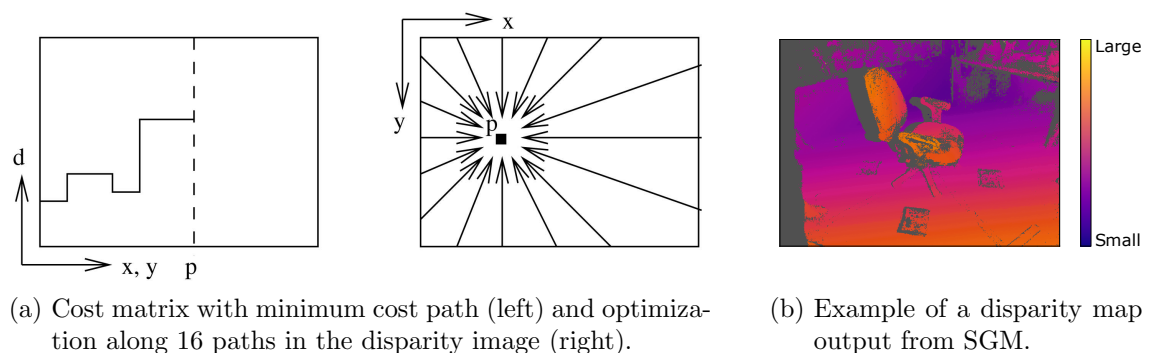 d
x, y
p
x
y
p
Large
Small
(a) Cost matrix with minimum cost path (left) and optimiza-
tion along 16 paths in the disparity image (right).
(b) Example of a disparity map
output from SGM.